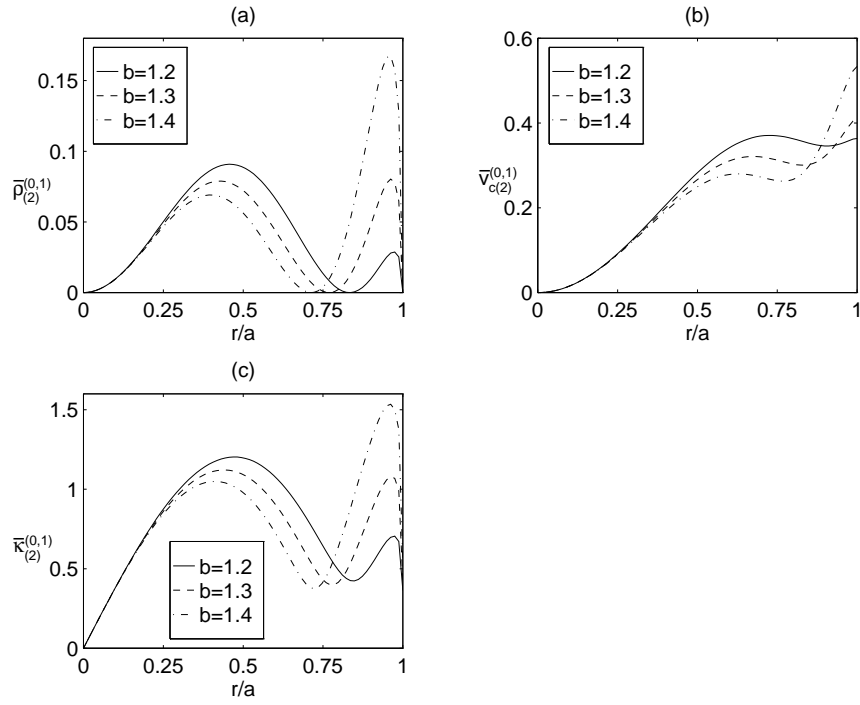 (a)
0.15
0.1
0.05
0
b=1.2
b=1.3
b=1.4
ρ̅₍₂₎⁽⁰,¹⁾
0 0.25 0.5 0.75 1
r/a
(b)
0.6
0.4
0.2
0
b=1.2
b=1.3
b=1.4
v̅c₍₂₎⁽⁰,¹⁾
0 0.25 0.5 0.75 1
r/a
(c)
1.5
1
0.5
0
b=1.2
b=1.3
b=1.4
κ̅₍₂₎⁽⁰,¹⁾
0 0.25 0.5 0.75 1
r/a